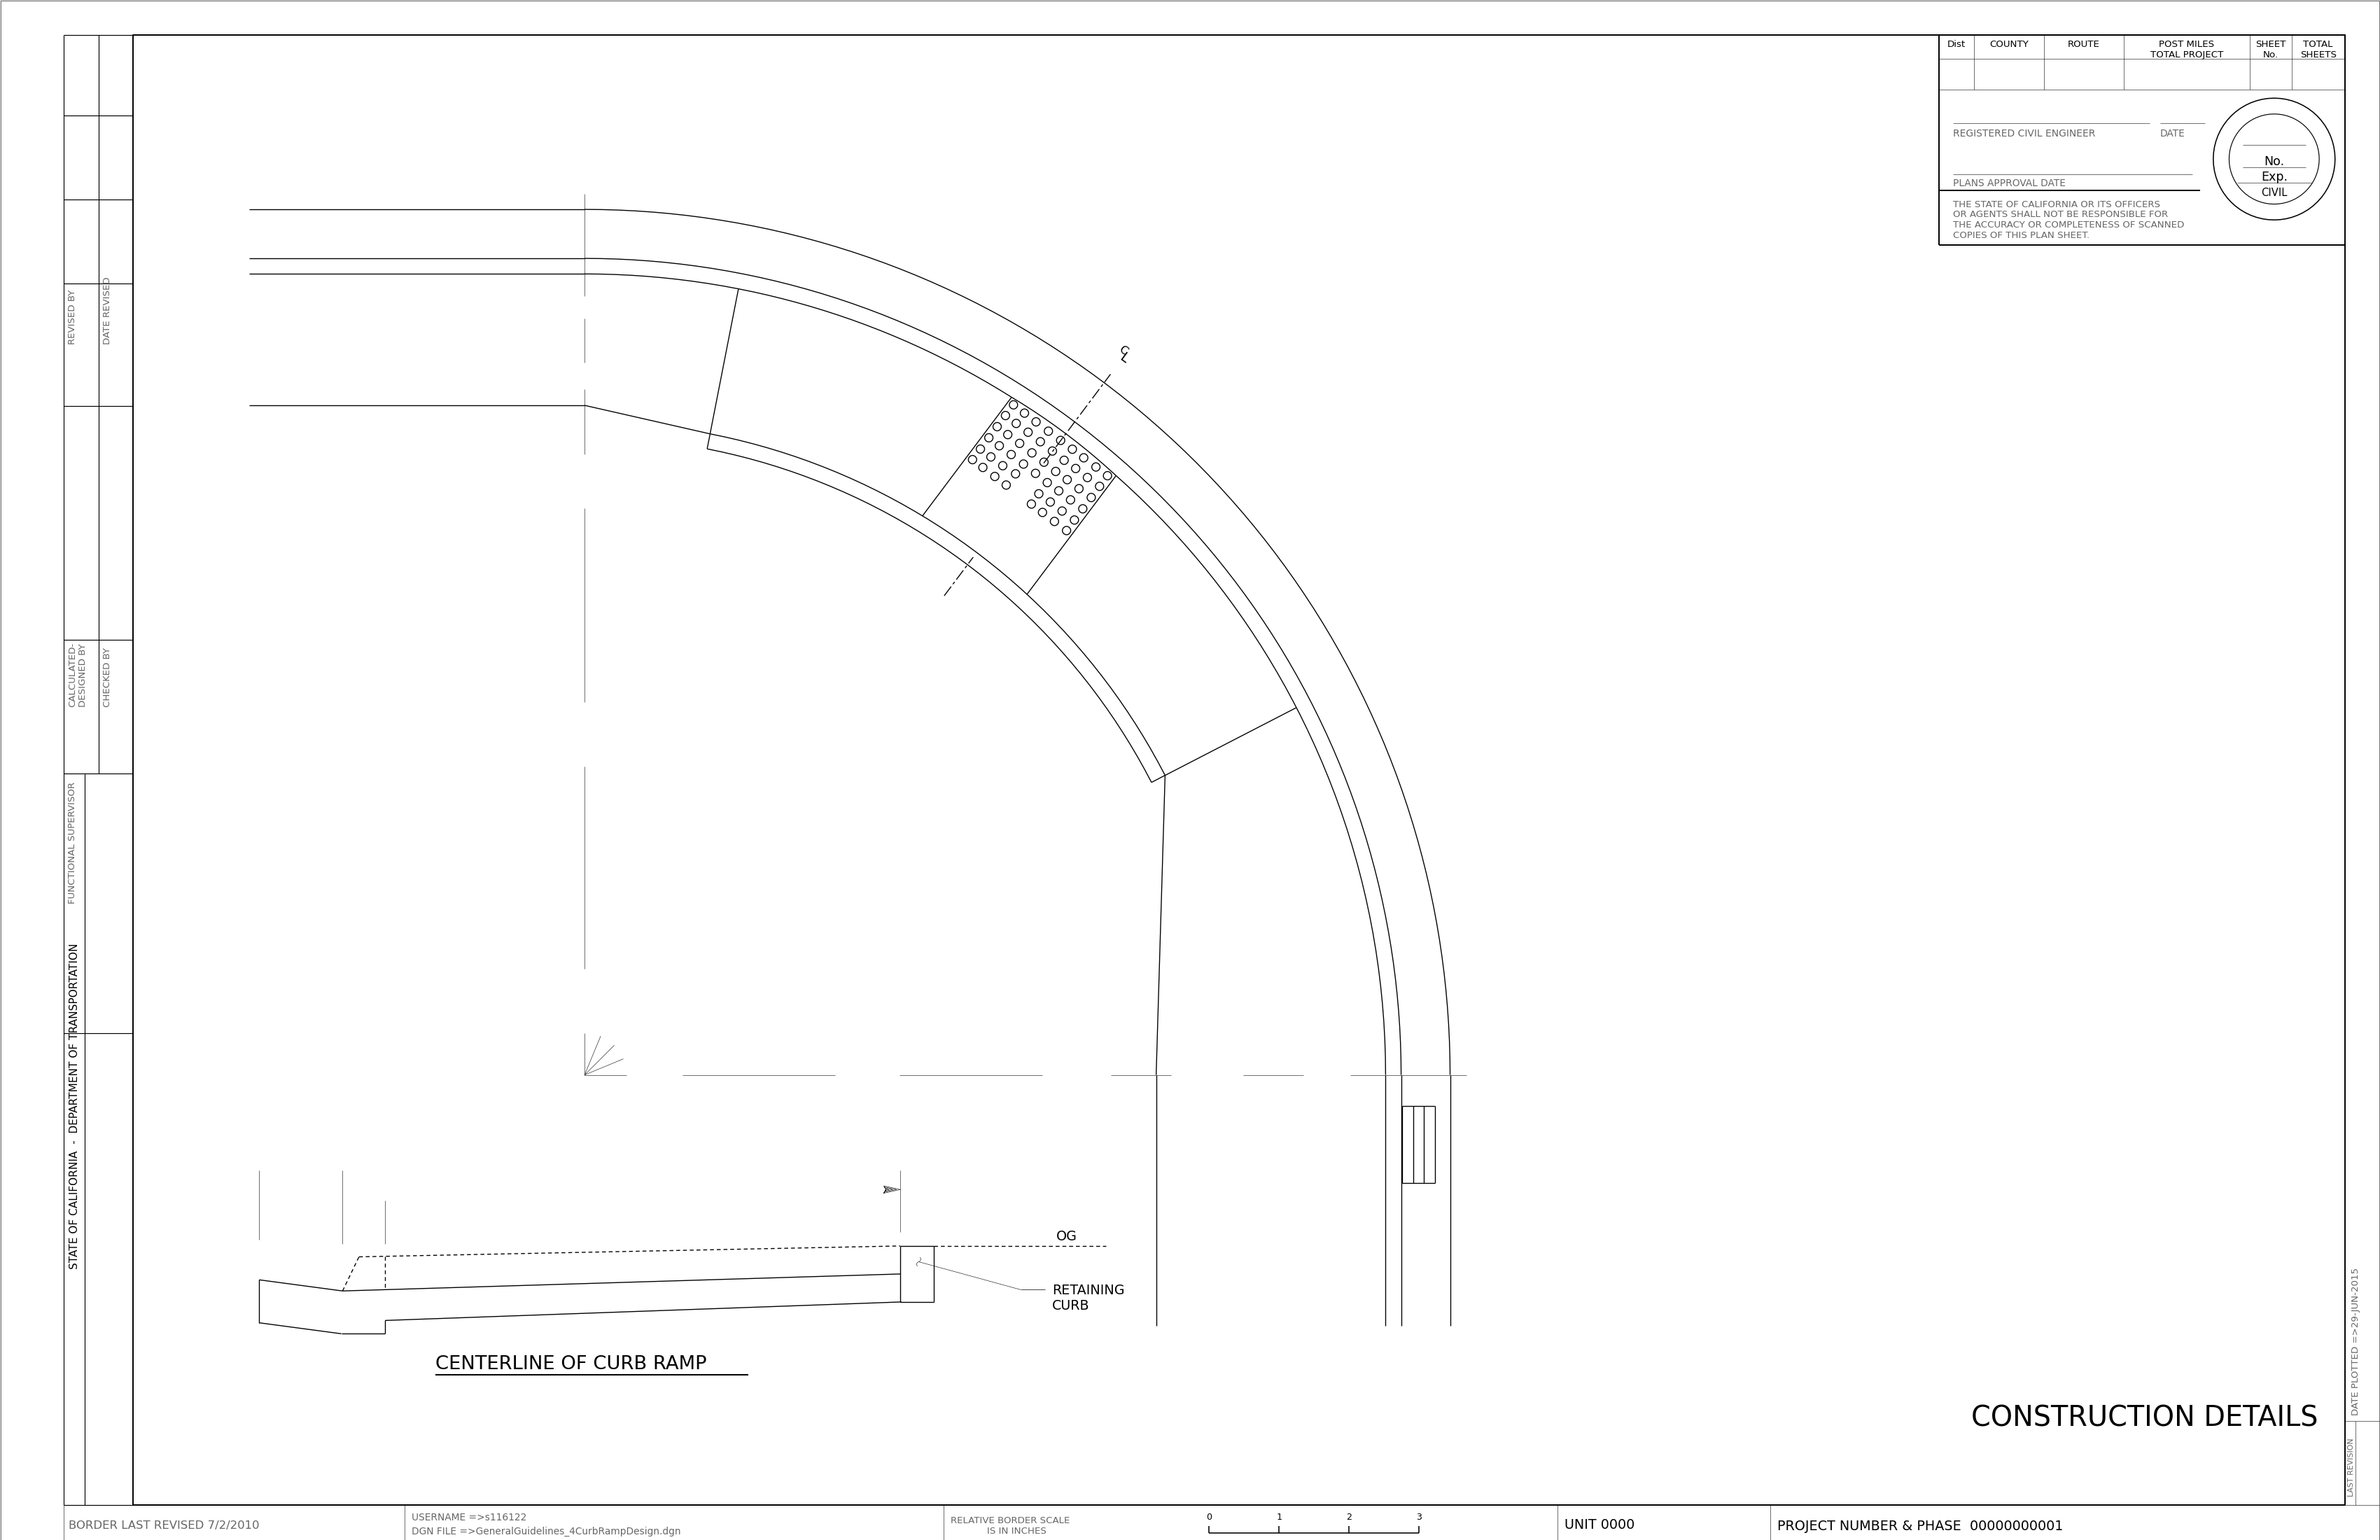 Dist COUNTY ROUTE POST MILES SHEET TOTAL
TOTAL PROJECT No. SHEETS
REGISTERED CIVIL ENGINEER DATE
PLANS APPROVAL DATE
No.
Exp.
CIVIL
THE STATE OF CALIFORNIA OR ITS OFFICERS
OR AGENTS SHALL NOT BE RESPONSIBLE FOR
THE ACCURACY OR COMPLETENESS OF SCANNED
COPIES OF THIS PLAN SHEET.
REVISED BY
DATE REVISED
CALCULATED-
DESIGNED BY
CHECKED BY
FUNCTIONAL SUPERVISOR
STATE OF CALIFORNIA - DEPARTMENT OF TRANSPORTATION
CL
OG
RETAINING
CURB
CENTERLINE OF CURB RAMP
CONSTRUCTION DETAILS
DATE PLOTTED =>29-JUN-2015
LAST REVISION
BORDER LAST REVISED 7/2/2010
USERNAME =>s116122
DGN FILE =>GeneralGuidelines_4CurbRampDesign.dgn
RELATIVE BORDER SCALE
IS IN INCHES
0 1 2 3
UNIT 0000
PROJECT NUMBER & PHASE 00000000001